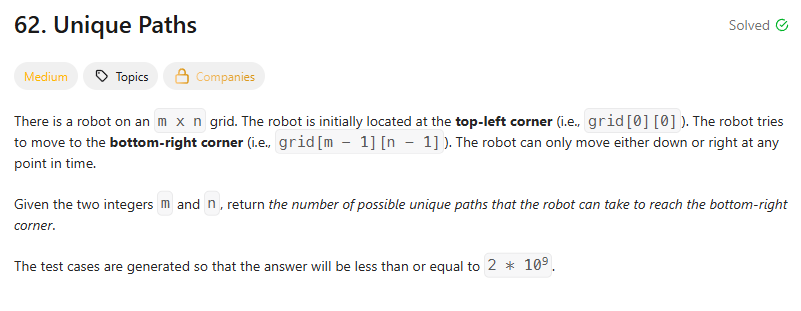 62. Unique Paths
Solved
Medium
Topics
Companies
There is a robot on an m x n grid. The robot is initially located at the top-left corner (i.e., grid[0][0]). The robot tries
to move to the bottom-right corner (i.e., grid[m - 1][n - 1]). The robot can only move either down or right at any
point in time.
Given the two integers m and n, return the number of possible unique paths that the robot can take to reach the bottom-right
corner.
The test cases are generated so that the answer will be less than or equal to 2 * 10⁹.